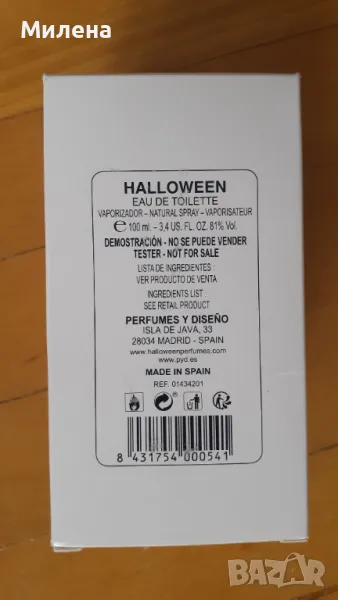 Milena
HALLOWEEN
EAU DE TOILETTE
VAPORIZADOR – NATURAL SPRAY – VAPORISATEUR
℮ 100 ml. – 3,4 US. FL. OZ. 81% Vol.
DEMOSTRACIÓN - NO SE PUEDE VENDER
TESTER - NOT FOR SALE
LISTA DE INGREDIENTES :
VER PRODUCTO DE VENTA
INGREDIENTS LIST :
SEE RETAIL PRODUCT
PERFUMES Y DISEÑO
ISLA DE JAVA, 33
28034 MADRID - SPAIN
www.halloweenperfumes.com
www.pyd.es
MADE IN SPAIN
REF. 01434201
8 431754 000541
BAZAR